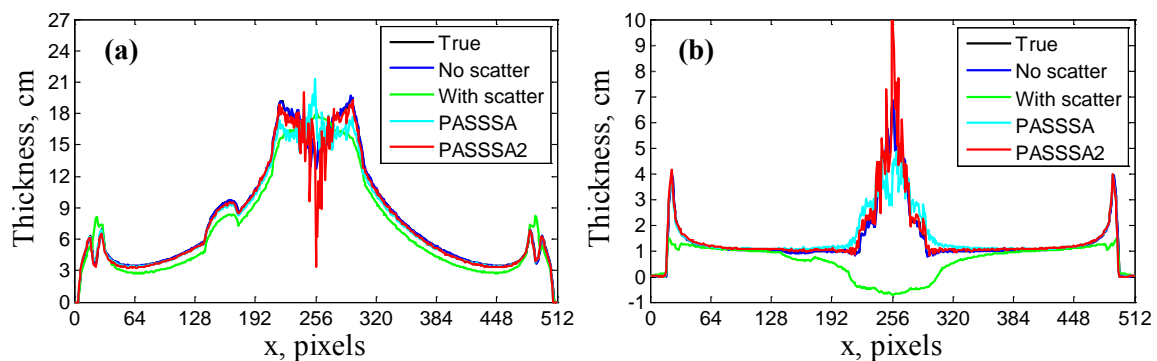 (a)
Thickness, cm
27
24
21
18
15
12
9
6
3
0
True
No scatter
With scatter
PASSSA
PASSSA2
0 64 128 192 256 320 384 448 512
x, pixels
(b)
Thickness, cm
10
9
8
7
6
5
4
3
2
1
0
-1
True
No scatter
With scatter
PASSSA
PASSSA2
0 64 128 192 256 320 384 448 512
x, pixels